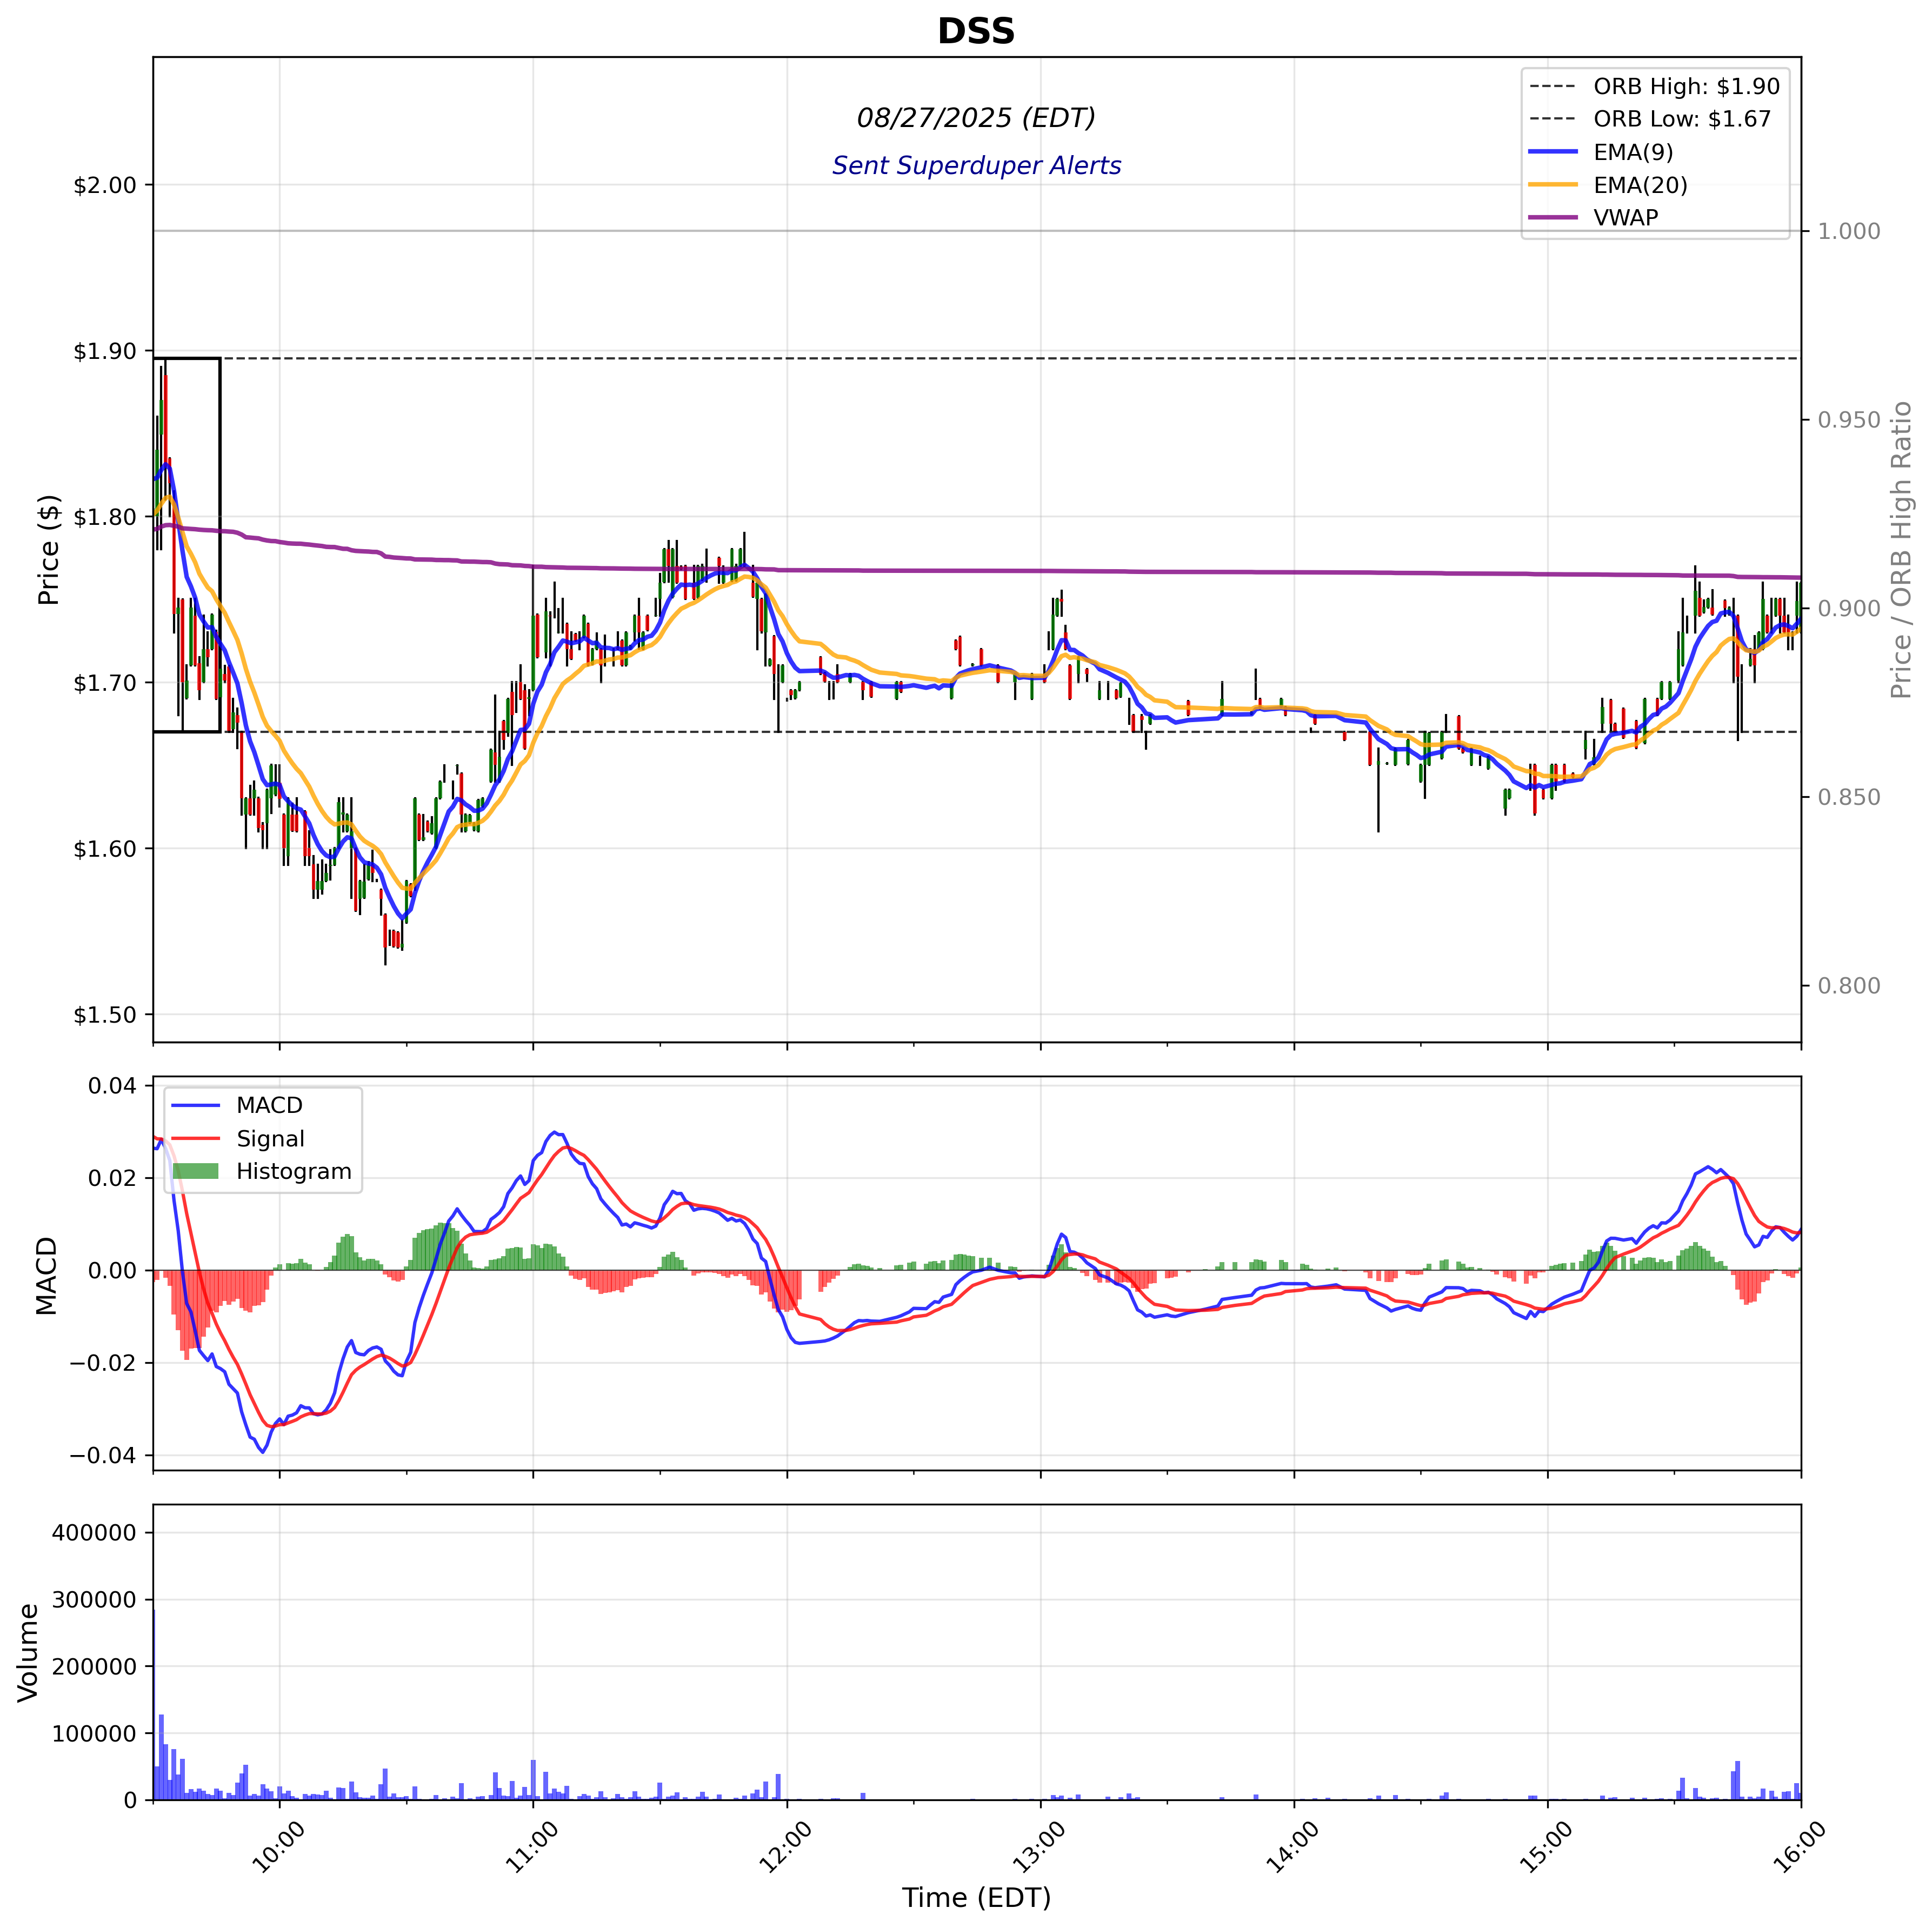 DSS
08/27/2025 (EDT)
Sent Superduper Alerts
ORB High: $1.90
ORB Low: $1.67
EMA(9)
EMA(20)
VWAP
Price ($)
$2.00
$1.90
$1.80
$1.70
$1.60
$1.50
1.000
0.950
0.900
0.850
0.800
Price / ORB High Ratio
MACD
Signal
Histogram
MACD
0.04
0.02
0.00
−0.02
−0.04
Volume
400000
300000
200000
100000
0
10:00
11:00
12:00
13:00
14:00
15:00
16:00
Time (EDT)